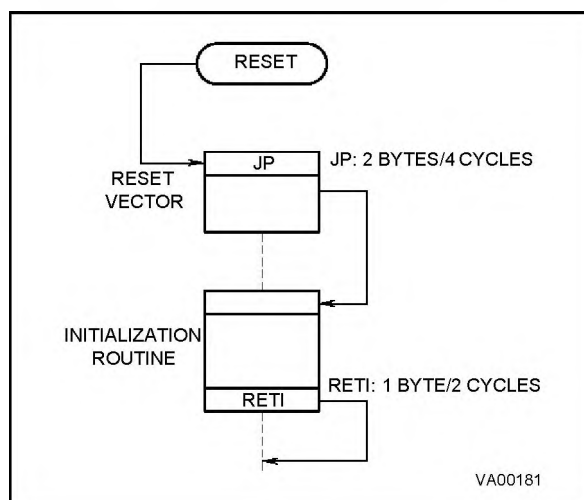 RESET
JP
JP: 2 BYTES/4 CYCLES
RESET
VECTOR
INITIALIZATION
ROUTINE
RETI: 1 BYTE/2 CYCLES
RETI
VA00181